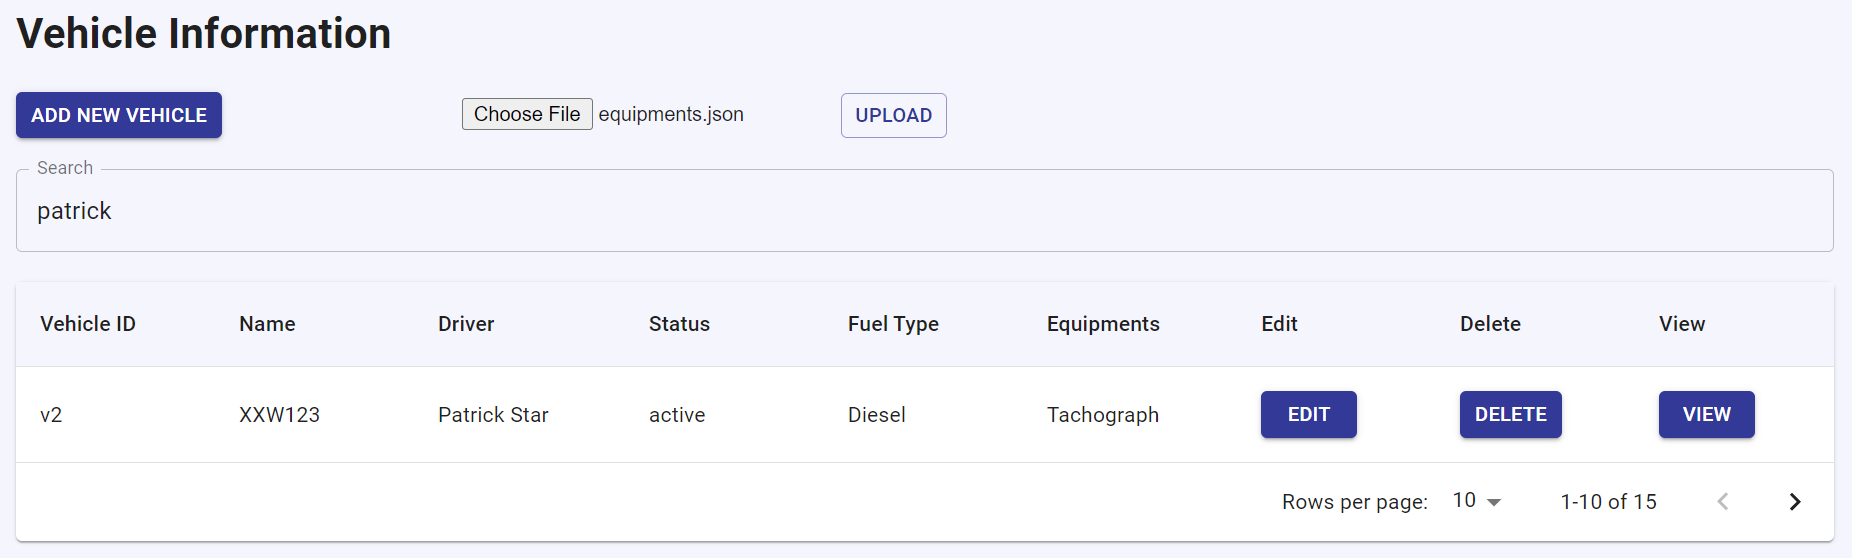 Vehicle Information
ADD NEW VEHICLE Choose File equipments.json UPLOAD
Search
patrick
Vehicle ID Name Driver Status Fuel Type Equipments Edit Delete View
v2 XXW123 Patrick Star active Diesel Tachograph EDIT DELETE VIEW
Rows per page: 10 1-10 of 15